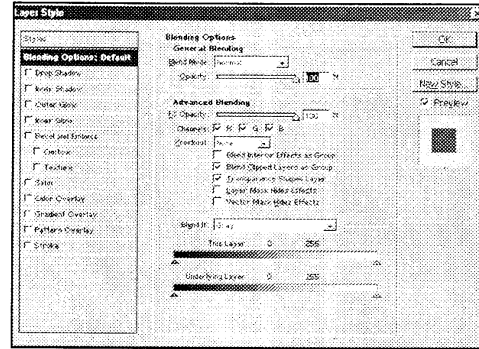 Layer Style
Styles
Blending Options: Default
Drop Shadow
Inner Shadow
Outer Glow
Inner Glow
Bevel and Emboss
Contour
Texture
Satin
Color Overlay
Gradient Overlay
Pattern Overlay
Stroke
Blending Options
General Blending
Blend Mode: Normal
Opacity: 100 %
Advanced Blending
Fill Opacity: 100 %
Channels: R G B
Knockout: None
Blend Interior Effects as Group
Blend Clipped Layers as Group
Transparency Shapes Layer
Layer Mask Hides Effects
Vector Mask Hides Effects
Blend If: Gray
This Layer: 0 255
Underlying Layer: 0 255
OK
Cancel
New Style...
Preview